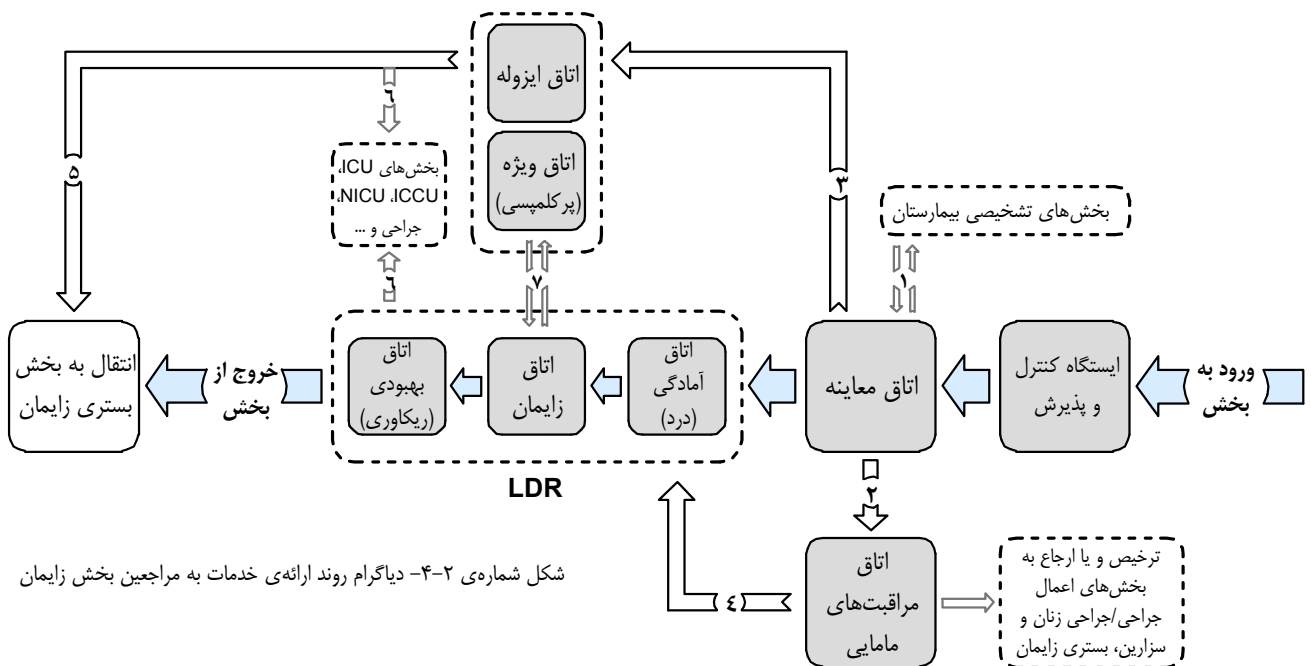 اتاق ایزوله
اتاق ویژه
(پرکلمپسی)
۳
۵
۶
بخش‌های ICU،
NICU ،ICCU،
جراحی و ...
۶
۷
بخش‌های تشخیصی بیمارستان
۱
ورود به
بخش
ایستگاه کنترل
و پذیرش
اتاق معاینه
اتاق
آمادگی
(درد)
اتاق
زایمان
اتاق
بهبودی
(ریکاوری)
خروج از
بخش
انتقال به بخش
بستری زایمان
LDR
۲
اتاق
مراقبت‌های
مامایی
٤
ترخیص و یا ارجاع به
بخش‌های اعمال
جراحی/جراحی زنان و
سزارین، بستری زایمان
شکل شماره‌ی ۲-۴- دیاگرام روند ارائه‌ی خدمات به مراجعین بخش زایمان